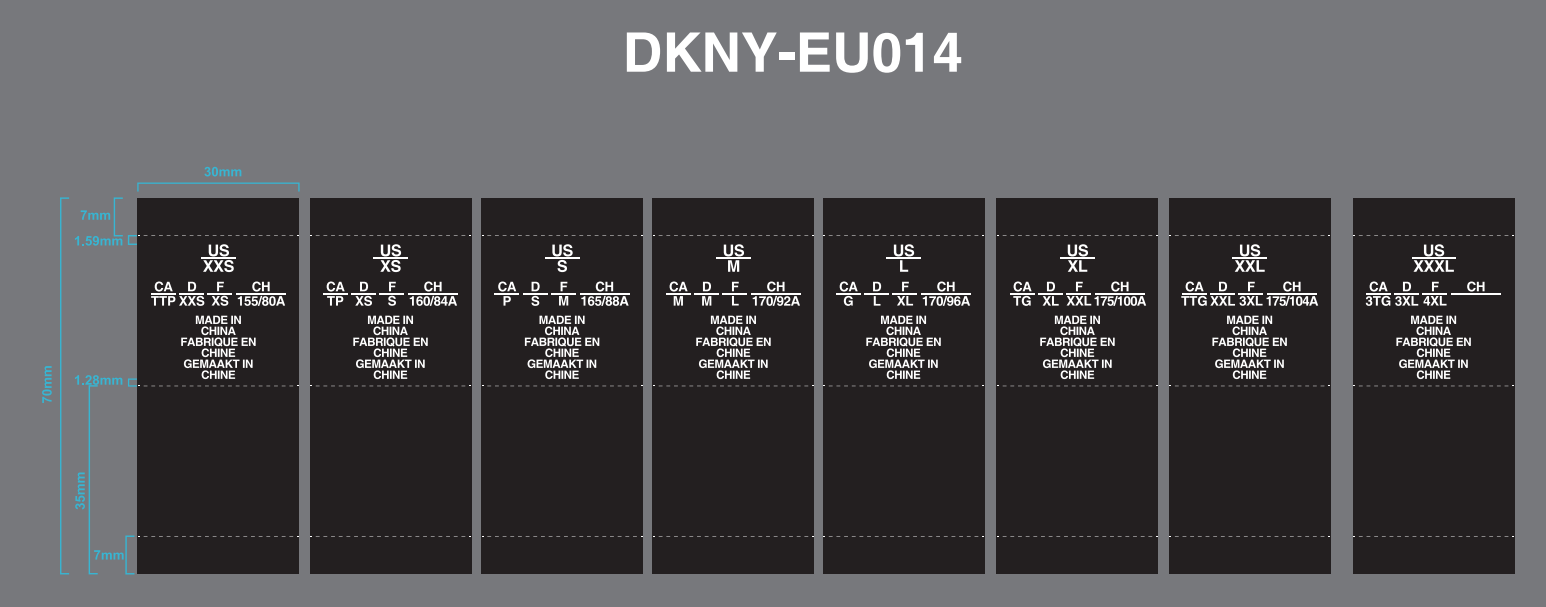 DKNY-EU014
30mm
7mm
1.59mm
70mm
1.28mm
35mm
7mm
US
XXS
CA D F CH
TTP XXS XS 155/80A
MADE IN
CHINA
FABRIQUE EN
CHINE
GEMAAKT IN
CHINE
US
XS
CA D F CH
TP XS S 160/84A
MADE IN
CHINA
FABRIQUE EN
CHINE
GEMAAKT IN
CHINE
US
S
CA D F CH
P S M 165/88A
MADE IN
CHINA
FABRIQUE EN
CHINE
GEMAAKT IN
CHINE
US
M
CA D F CH
M M L 170/92A
MADE IN
CHINA
FABRIQUE EN
CHINE
GEMAAKT IN
CHINE
US
L
CA D F CH
G L XL 170/96A
MADE IN
CHINA
FABRIQUE EN
CHINE
GEMAAKT IN
CHINE
US
XL
CA D F CH
TG XL XXL 175/100A
MADE IN
CHINA
FABRIQUE EN
CHINE
GEMAAKT IN
CHINE
US
XXL
CA D F CH
TTG XXL 3XL 175/104A
MADE IN
CHINA
FABRIQUE EN
CHINE
GEMAAKT IN
CHINE
US
XXXL
CA D F CH
3TG 3XL 4XL
MADE IN
CHINA
FABRIQUE EN
CHINE
GEMAAKT IN
CHINE